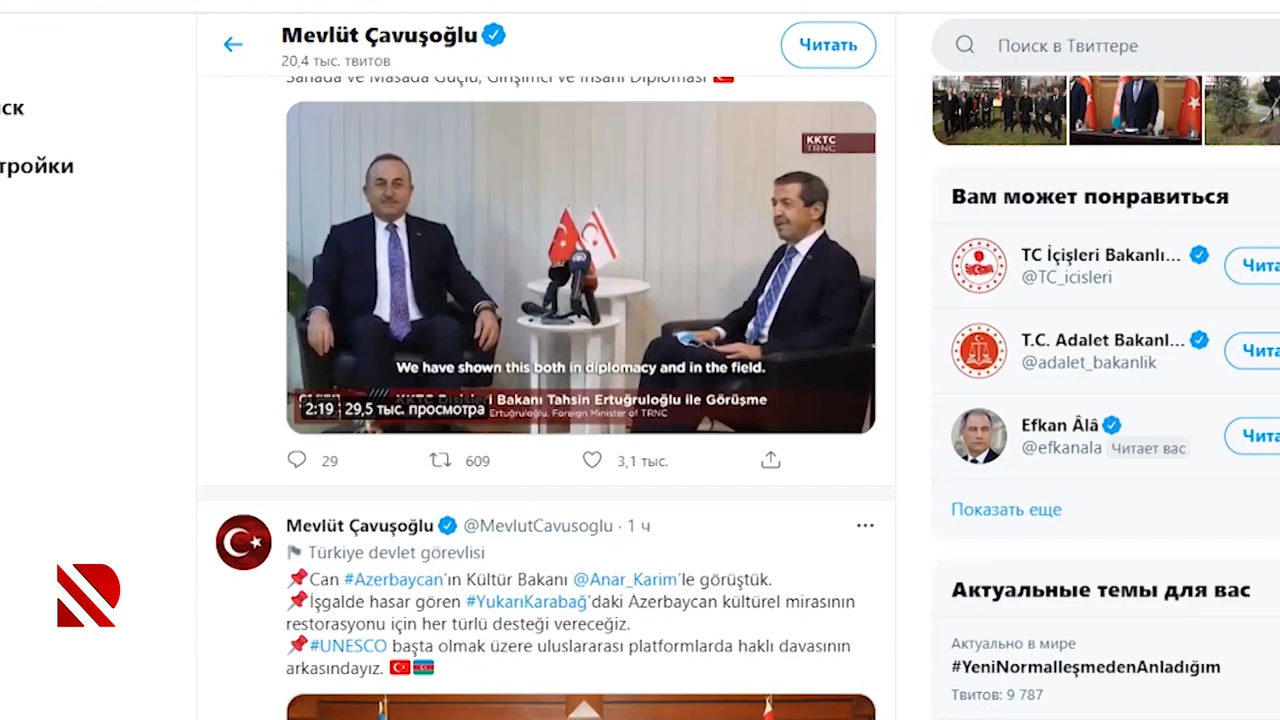 Mevlüt Çavuşoğlu
20,4 тыс. твитов
Читать
Поиск в Твиттере
ск
тройки
Sahada ve Masada Güçlü, Girişimci ve İnsani Diplomasi
KKTC
TRNC
We have shown this both in diplomacy and in the field.
KKTC Dışişleri Bakanı Tahsin Ertuğruloğlu ile Görüşme
Ertuğruloğlu, Foreign Minister of TRNC
2:19 29,5 тыс. просмотра
29 609 3,1 тыс.
Mevlüt Çavuşoğlu @MevlutCavusoglu · 1 ч
Türkiye devlet görevlisi
Can #Azerbaycan'ın Kültür Bakanı @Anar_Karim'le görüştük.
İşgalde hasar gören #YukarıKarabağ'daki Azerbaycan kültürel mirasının
restorasyonu için her türlü desteği vereceğiz.
#UNESCO başta olmak üzere uluslararası platformlarda haklı davasının
arkasındayız.
Вам может понравиться
TC İçişleri Bakanlı...
@TC_icisleri
Чита
T.C. Adalet Bakanl...
@adalet_bakanlik
Чита
Efkan Âlâ
@efkanala Читает вас
Чита
Показать еще
Актуальные темы для вас
Актуально в мире
#YeniNormalleşmedenAnladığım
Твитов: 9 787